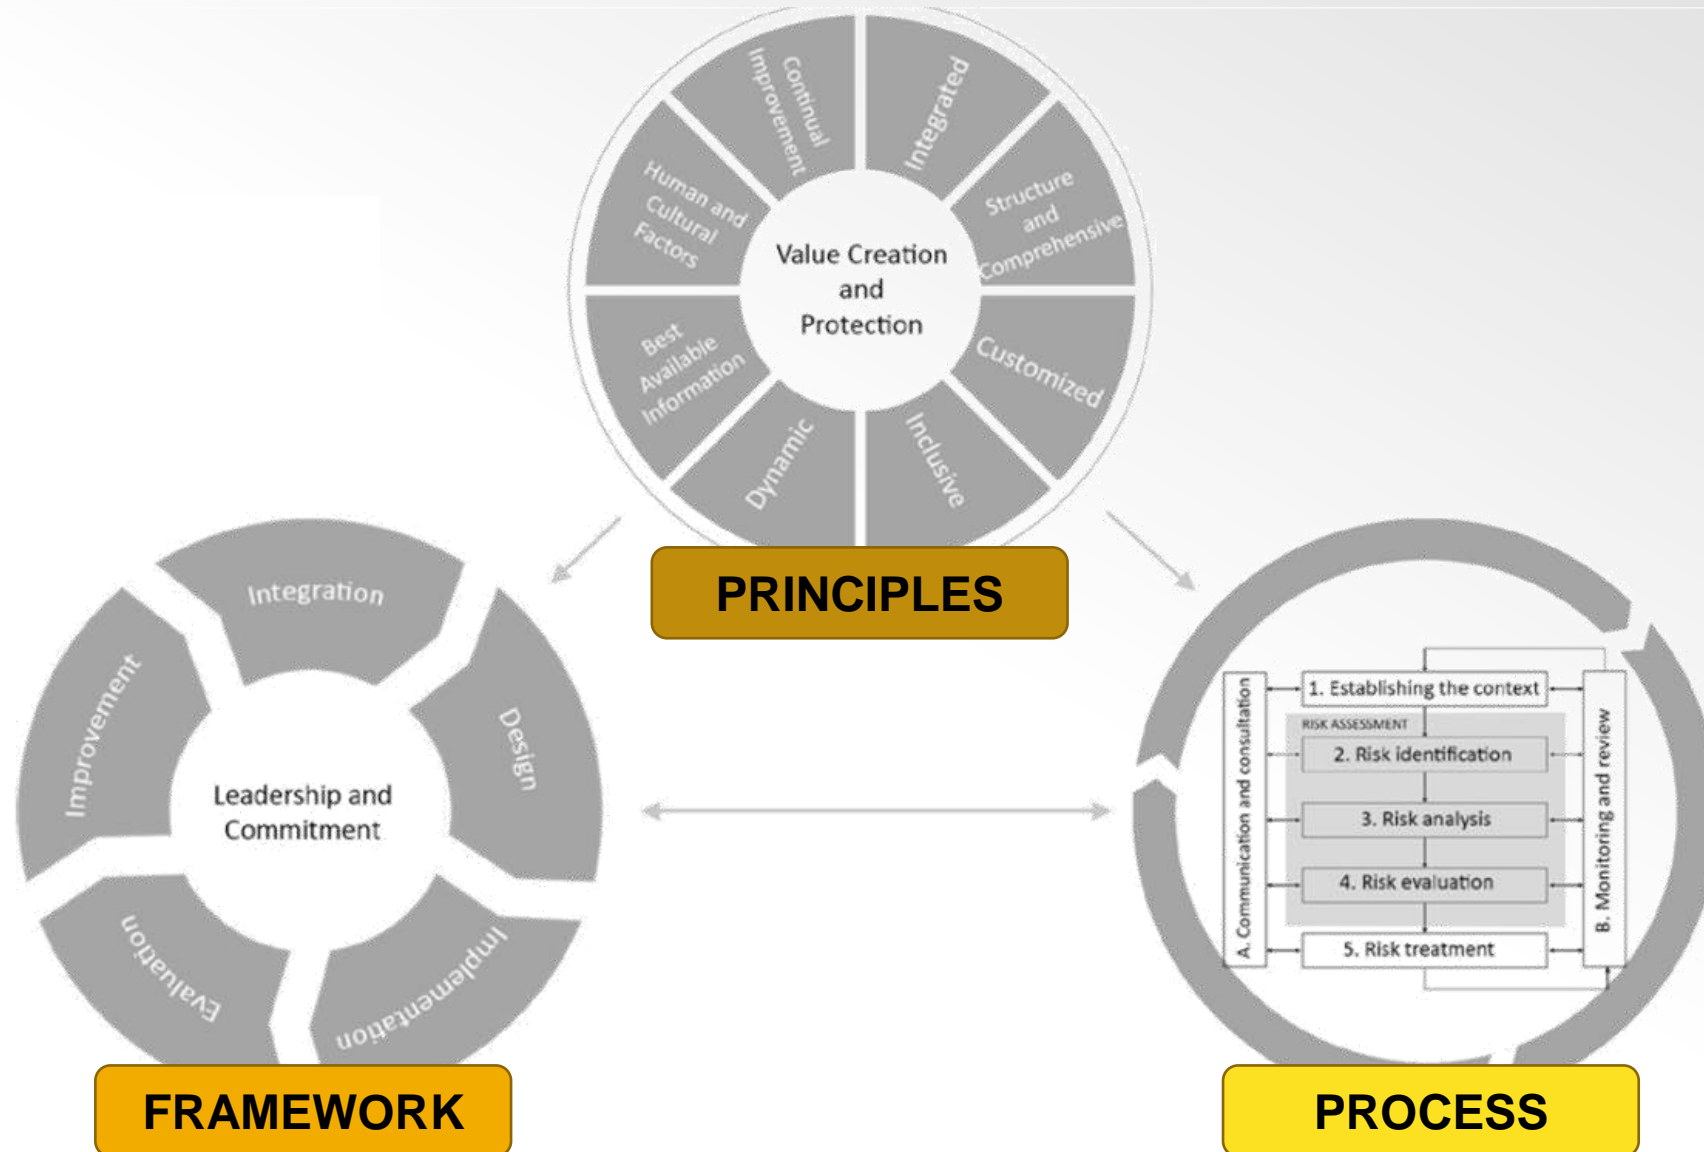 Continual
Improvement
Integrated
Structure
and
Comprehensive
Customized
Inclusive
Dynamic
Best
Available
Information
Human and
Cultural
Factors
Value Creation
and
Protection
PRINCIPLES
Integration
Design
Implementation
Evaluation
Improvement
Leadership and
Commitment
FRAMEWORK
A. Communication and consultation
1. Establishing the context
RISK ASSESSMENT
2. Risk identification
3. Risk analysis
4. Risk evaluation
5. Risk treatment
B. Monitoring and review
PROCESS